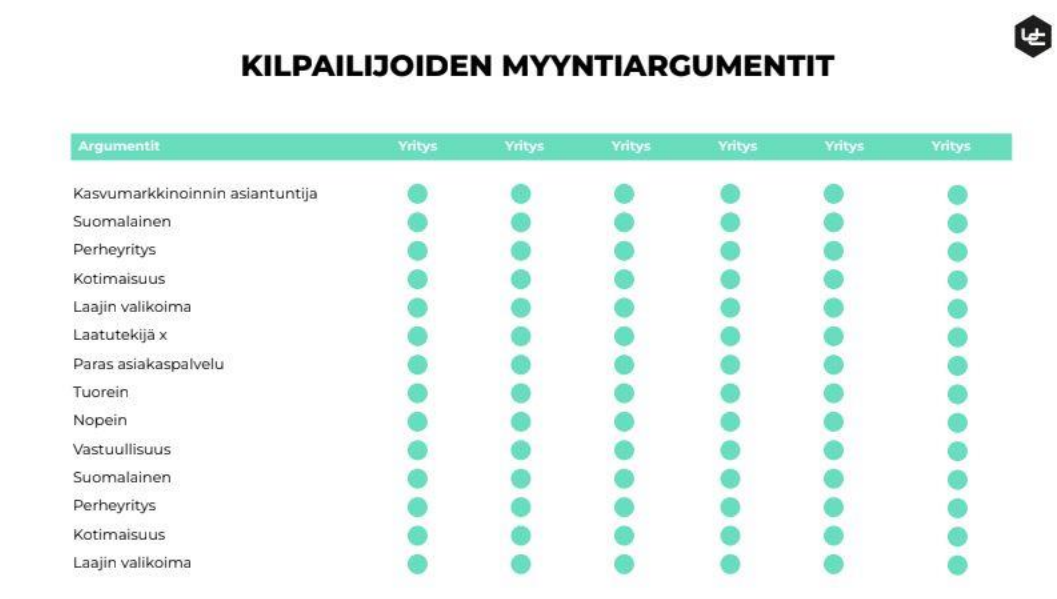 KILPAILIJOIDEN MYYNTIARGUMENTIT
Argumentit Yritys Yritys Yritys Yritys Yritys Yritys
Kasvumarkkinoinnin asiantuntija
Suomalainen
Perheyritys
Kotimaisuus
Laajin valikoima
Laatutekijä x
Paras asiakaspalvelu
Tuorein
Nopein
Vastuullisuus
Suomalainen
Perheyritys
Kotimaisuus
Laajin valikoima